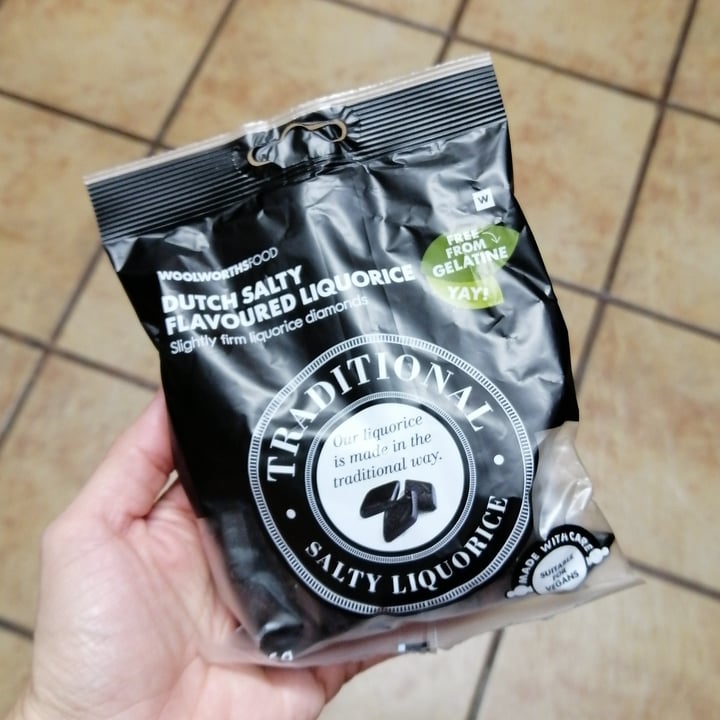 W
WOOLWORTHSFOOD
DUTCH SALTY
FLAVOURED LIQUORICE
Slightly firm liquorice diamonds
FREE
FROM
GELATINE
YAY!
TRADITIONAL
Our liquorice
is made in the
traditional way.
SALTY LIQUORICE
MADE WITH CARE
SUITABLE
FOR
VEGANS